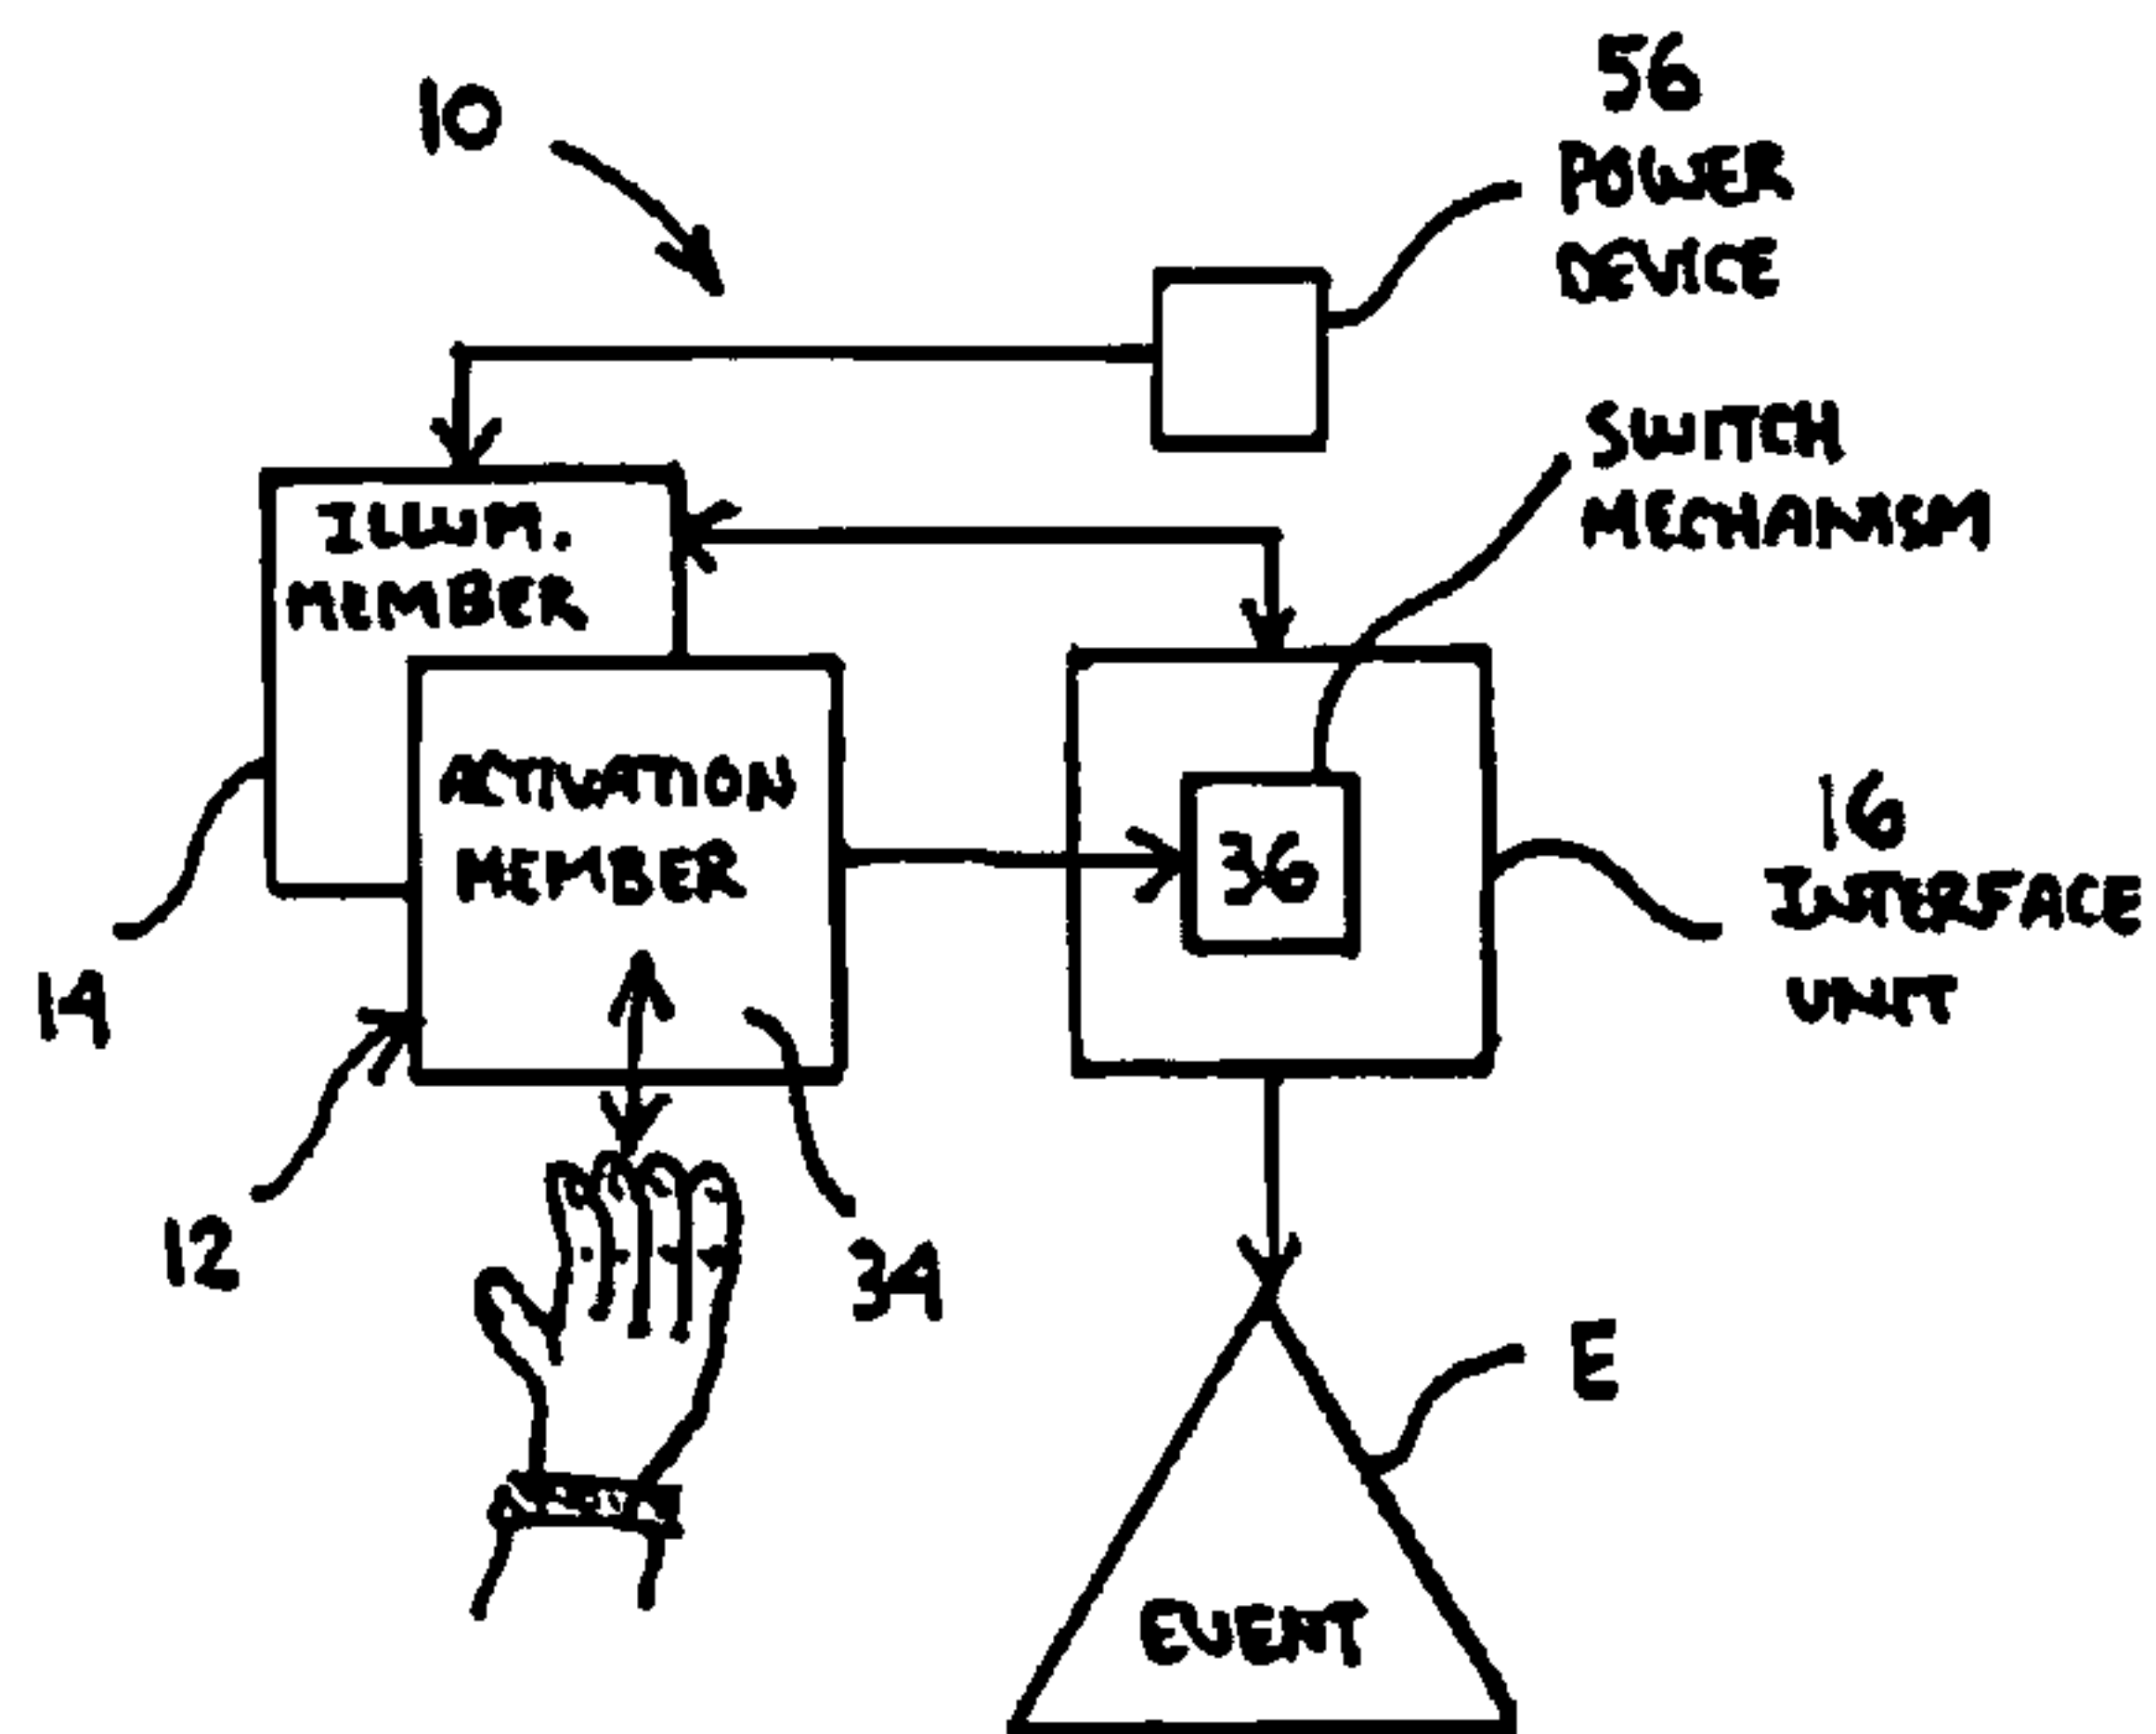 10
56
POWER
DEVICE
SWITCH
MECHANISM
ILLUM.
MEMBER
ACTIVATION
MEMBER
36
16
INTERFACE
UNIT
14
12
34
E
EVENT